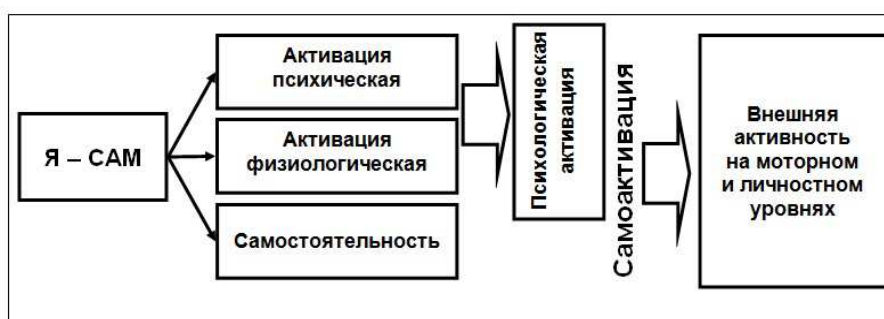 Я – САМ
Активация
психическая
Активация
физиологическая
Самостоятельность
Психологическая
активация
Самоактивация
Внешняя
активность
на моторном
и личностном
уровнях